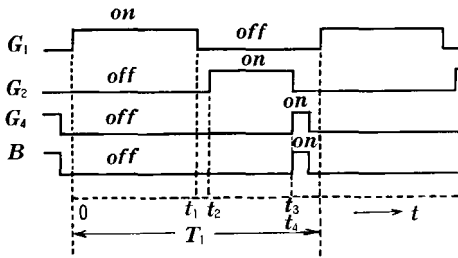 on
G₁ off
on
G₂ off
on
G₄ off
on
B off
0 t₁ t₂ t₃ t
t₄
T₁